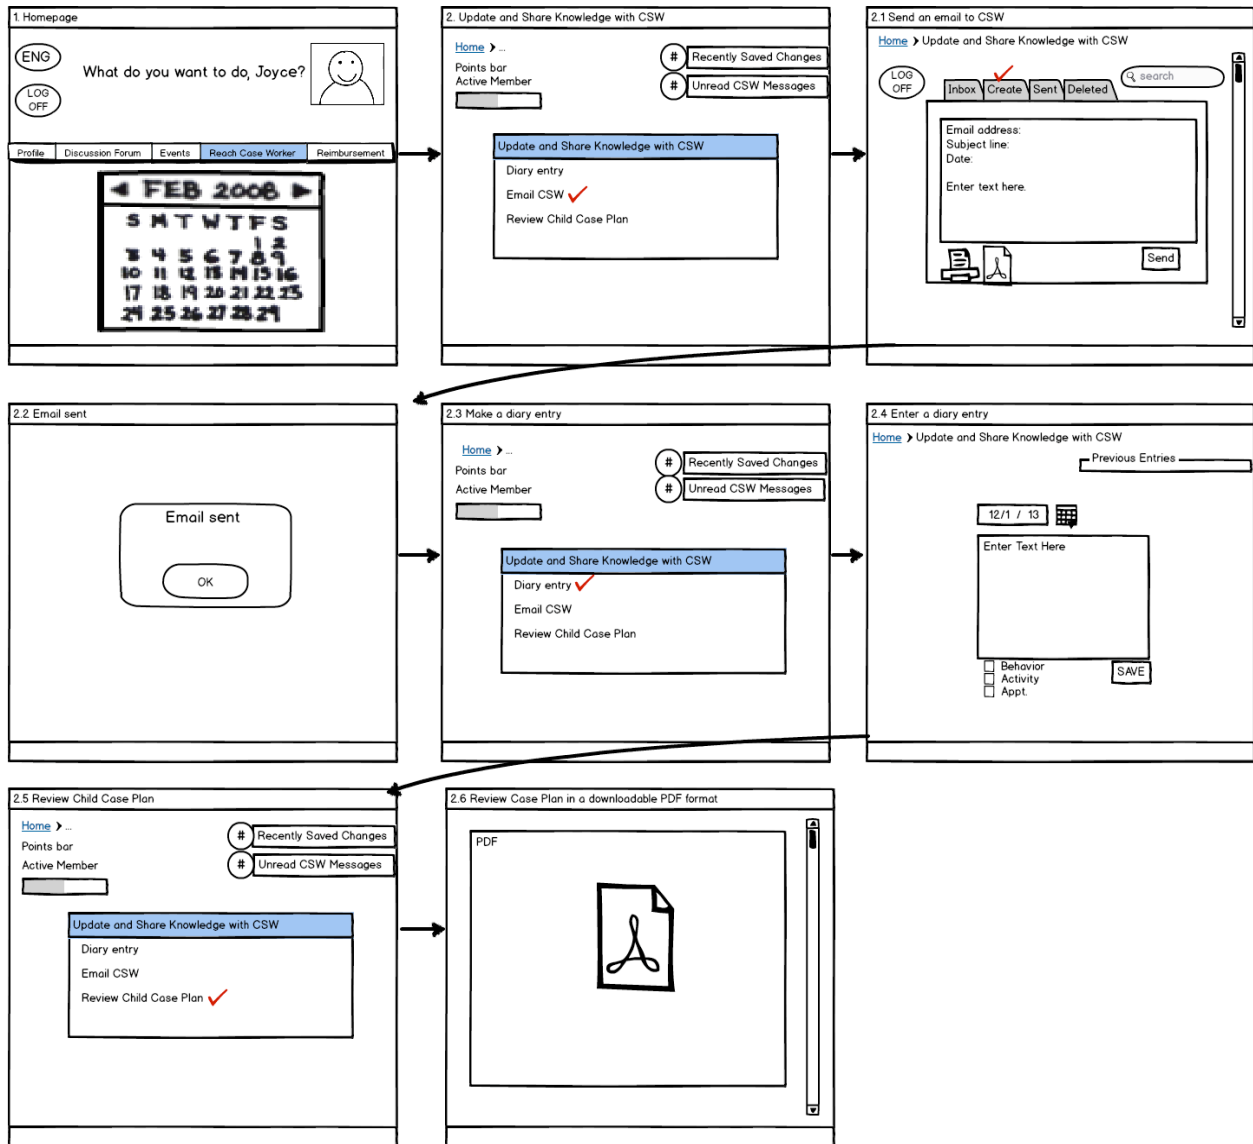 1. Homepage
ENG
LOG
OFF
What do you want to do, Joyce?
Profile Discussion Forum Events Reach Case Worker Reimbursement
FEB 2008
S M T W T F S
1 2
3 4 5 6 7 8 9
10 11 12 13 14 15 16
17 18 19 20 21 22 23
24 25 26 27 28 29
2. Update and Share Knowledge with CSW
Home > ...
Points bar
Active Member
# Recently Saved Changes
# Unread CSW Messages
Update and Share Knowledge with CSW
Diary entry
Email CSW
Review Child Case Plan
2.1 Send an email to CSW
Home > Update and Share Knowledge with CSW
LOG
OFF
search
Inbox Create Sent Deleted
Email address:
Subject line:
Date:
Enter text here.
Send
2.2 Email sent
Email sent
OK
2.3 Make a diary entry
Home > ...
Points bar
Active Member
# Recently Saved Changes
# Unread CSW Messages
Update and Share Knowledge with CSW
Diary entry
Email CSW
Review Child Case Plan
2.4 Enter a diary entry
Home > Update and Share Knowledge with CSW
Previous Entries
12/1 / 13
Enter Text Here
Behavior
Activity
Appt.
SAVE
2.5 Review Child Case Plan
Home > ...
Points bar
Active Member
# Recently Saved Changes
# Unread CSW Messages
Update and Share Knowledge with CSW
Diary entry
Email CSW
Review Child Case Plan
2.6 Review Case Plan in a downloadable PDF format
PDF